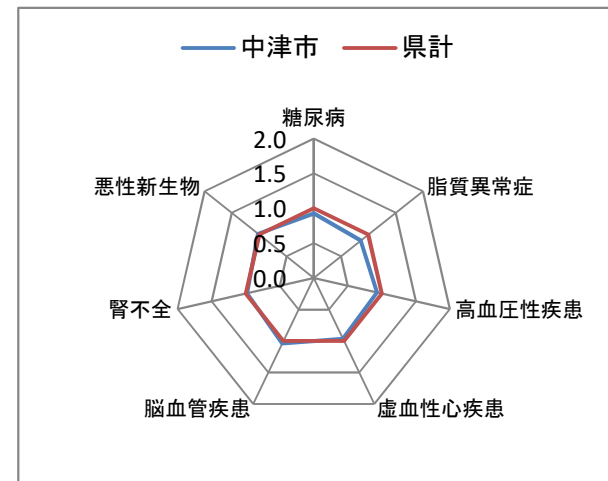 中津市 県計
糖尿病
2.0
1.5
1.0
0.5
0.0
脂質異常症
高血圧性疾患
虚血性心疾患
脳血管疾患
腎不全
悪性新生物